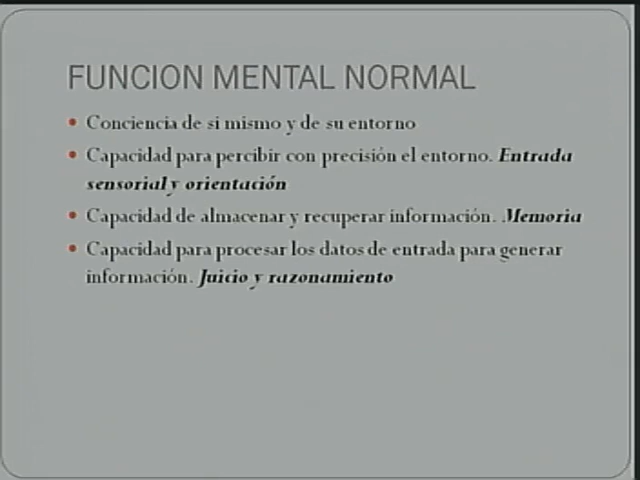 FUNCION MENTAL NORMAL
Conciencia de si mismo y de su entorno
Capacidad para percibir con precisión el entorno. Entrada
sensorial y orientación
Capacidad de almacenar y recuperar información. Memoria
Capacidad para procesar los datos de entrada para generar
información. Juicio y razonamiento